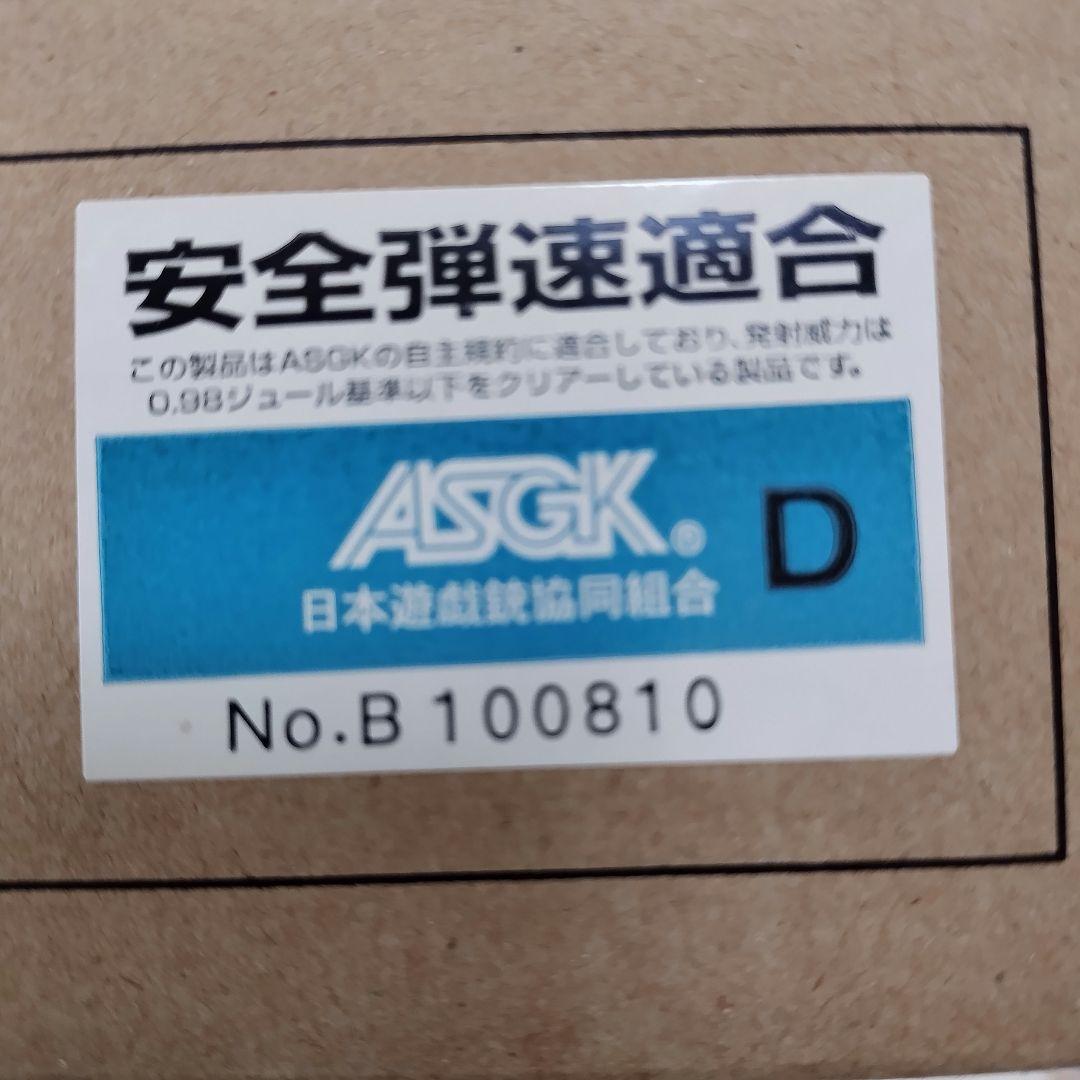 安全弾速適合
この製品はASGKの自主規約に適合しており、発射威力は
0.98ジュール基準以下をクリアーしている製品です。
ASGK®
D
日本遊戯銃協同組合
No.B 100810